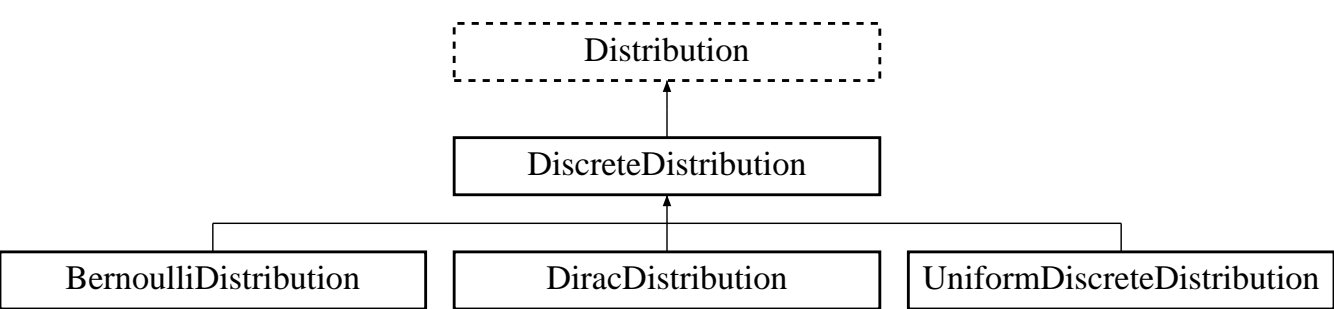 Distribution
DiscreteDistribution
BernoulliDistribution
DiracDistribution
UniformDiscreteDistribution